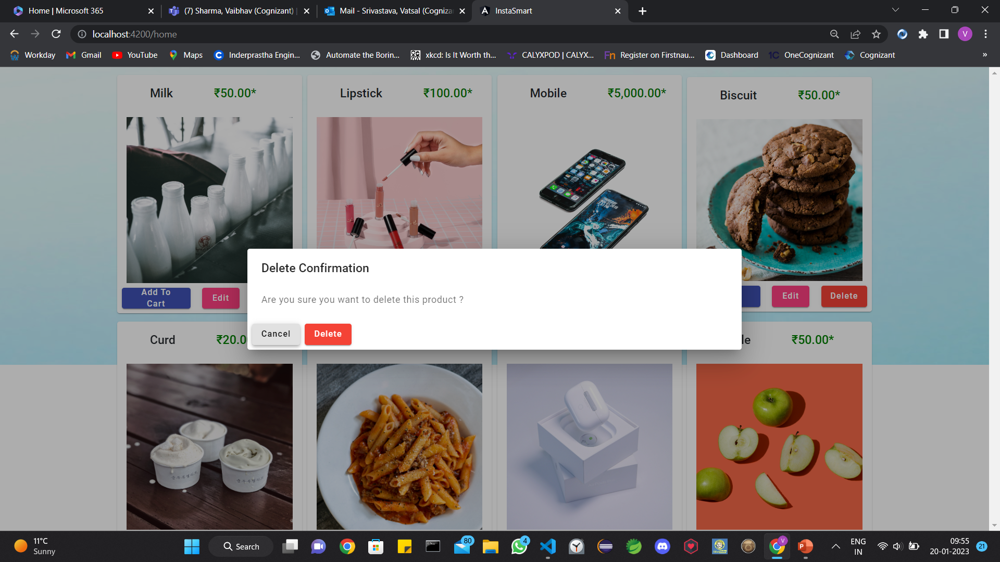 Home | Microsoft 365
(7) Sharma, Vaibhav (Cognizant) |
Mail - Srivastava, Vatsal (Cogniza
InstaSmart
localhost:4200/home
V
Workday
Gmail
YouTube
Maps
Inderprastha Engin...
Automate the Borin...
xkcd: Is It Worth th...
CALYXPOD | CALYX...
Fn Register on Firstnau...
Dashboard
1C OneCognizant
Cognizant
»
Milk ₹50.00*
Lipstick ₹100.00*
Mobile ₹5,000.00*
Biscuit ₹50.00*
Add To
Cart
Edit
Edit
Delete
Delete Confirmation
Are you sure you want to delete this product ?
Cancel
Delete
Curd ₹20.0
le ₹50.00*
11°C
Sunny
Search
80
4
V
P
ENG
IN
09:55
20-01-2023
21